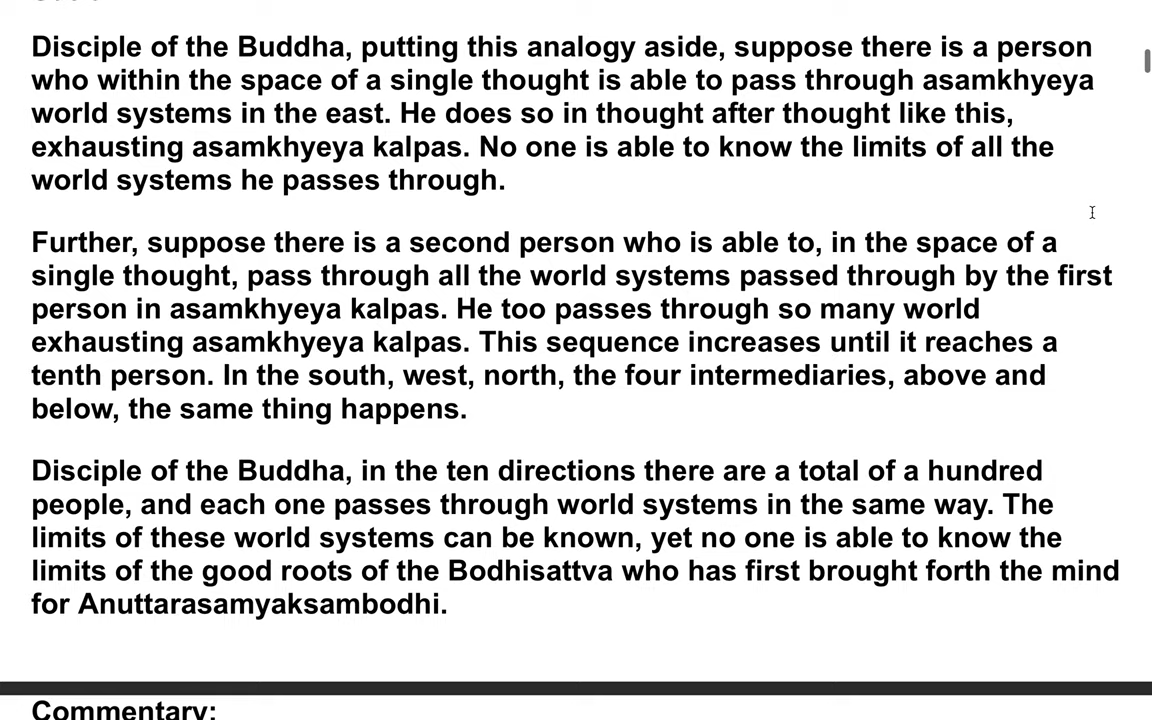 Disciple of the Buddha, putting this analogy aside, suppose there is a person
who within the space of a single thought is able to pass through asamkhyeya
world systems in the east. He does so in thought after thought like this,
exhausting asamkhyeya kalpas. No one is able to know the limits of all the
world systems he passes through.
Further, suppose there is a second person who is able to, in the space of a
single thought, pass through all the world systems passed through by the first
person in asamkhyeya kalpas. He too passes through so many world
exhausting asamkhyeya kalpas. This sequence increases until it reaches a
tenth person. In the south, west, north, the four intermediaries, above and
below, the same thing happens.
Disciple of the Buddha, in the ten directions there are a total of a hundred
people, and each one passes through world systems in the same way. The
limits of these world systems can be known, yet no one is able to know the
limits of the good roots of the Bodhisattva who has first brought forth the mind
for Anuttarasamyaksambodhi.
Commentary: